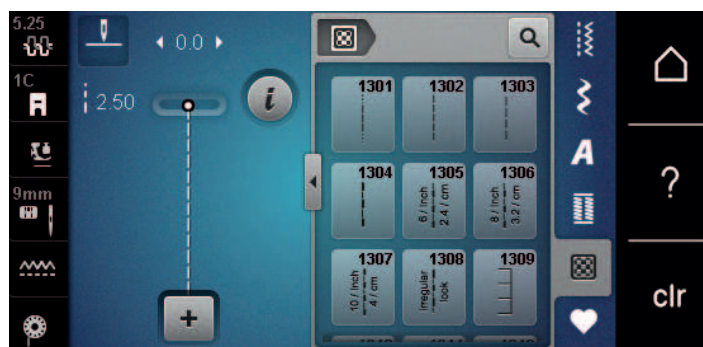 5.25
1C
9mm
0.0
2.50
i
+
1301
1302
1303
1304
1305
6 / Inch
2.4 / cm
1306
8 / Inch
3.2 / cm
1307
10 / Inch
4 / cm
1308
Irregular
look
1309
A
?
clr